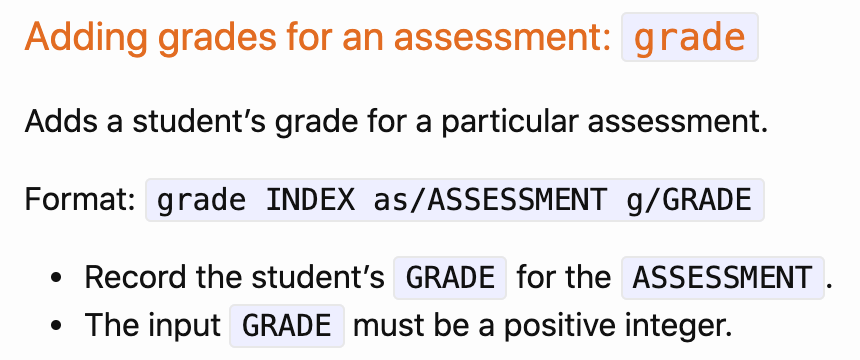 Adding grades for an assessment: grade
Adds a student’s grade for a particular assessment.
Format: grade INDEX as/ASSESSMENT g/GRADE
• Record the student’s GRADE for the ASSESSMENT.
• The input GRADE must be a positive integer.